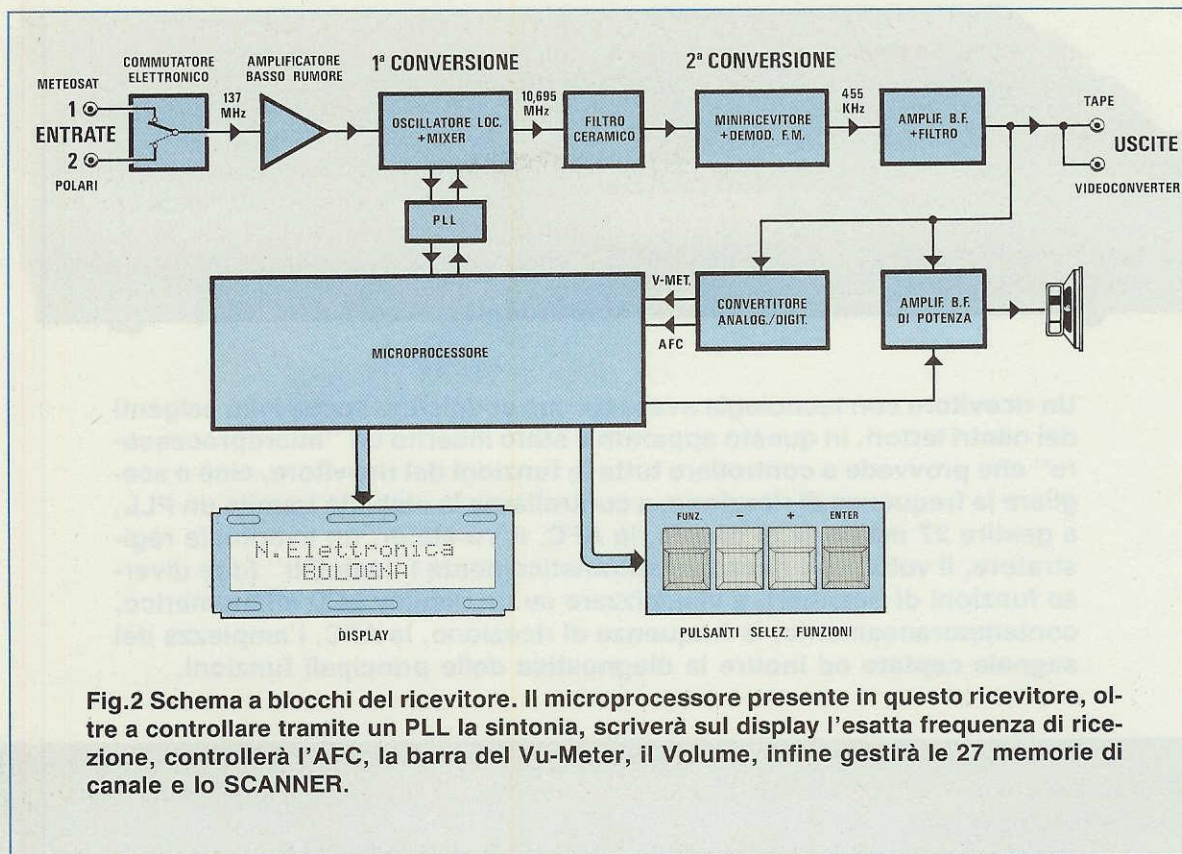 COMMUTATORE
ELETTRONICO
AMPLIFICATORE
BASSO RUMORE
1ª CONVERSIONE
2ª CONVERSIONE
METEOSAT
1
ENTRATE
2
POLARI
137
MHz
OSCILLATORE LOC.
+MIXER
10,695
MHz
FILTRO
CERAMICO
MINIRICEVITORE
+DEMOD. F.M.
455
KHz
AMPLIF. B.F.
+FILTRO
TAPE
USCITE
VIDEOCONVERTER
PLL
MICROPROCESSORE
V-MET.
AFC
CONVERTITORE
ANALOG./DIGIT.
AMPLIF. B.F.
DI POTENZA
N.Elettronica
BOLOGNA
DISPLAY
FUNZ. - + ENTER
PULSANTI SELEZ. FUNZIONI
Fig.2 Schema a blocchi del ricevitore. Il microprocessore presente in questo ricevitore, ol-
tre a controllare tramite un PLL la sintonia, scriverà sul display l'esatta frequenza di rice-
zione, controllerà l'AFC, la barra del Vu-Meter, il Volume, infine gestirà le 27 memorie di
canale e lo SCANNER.